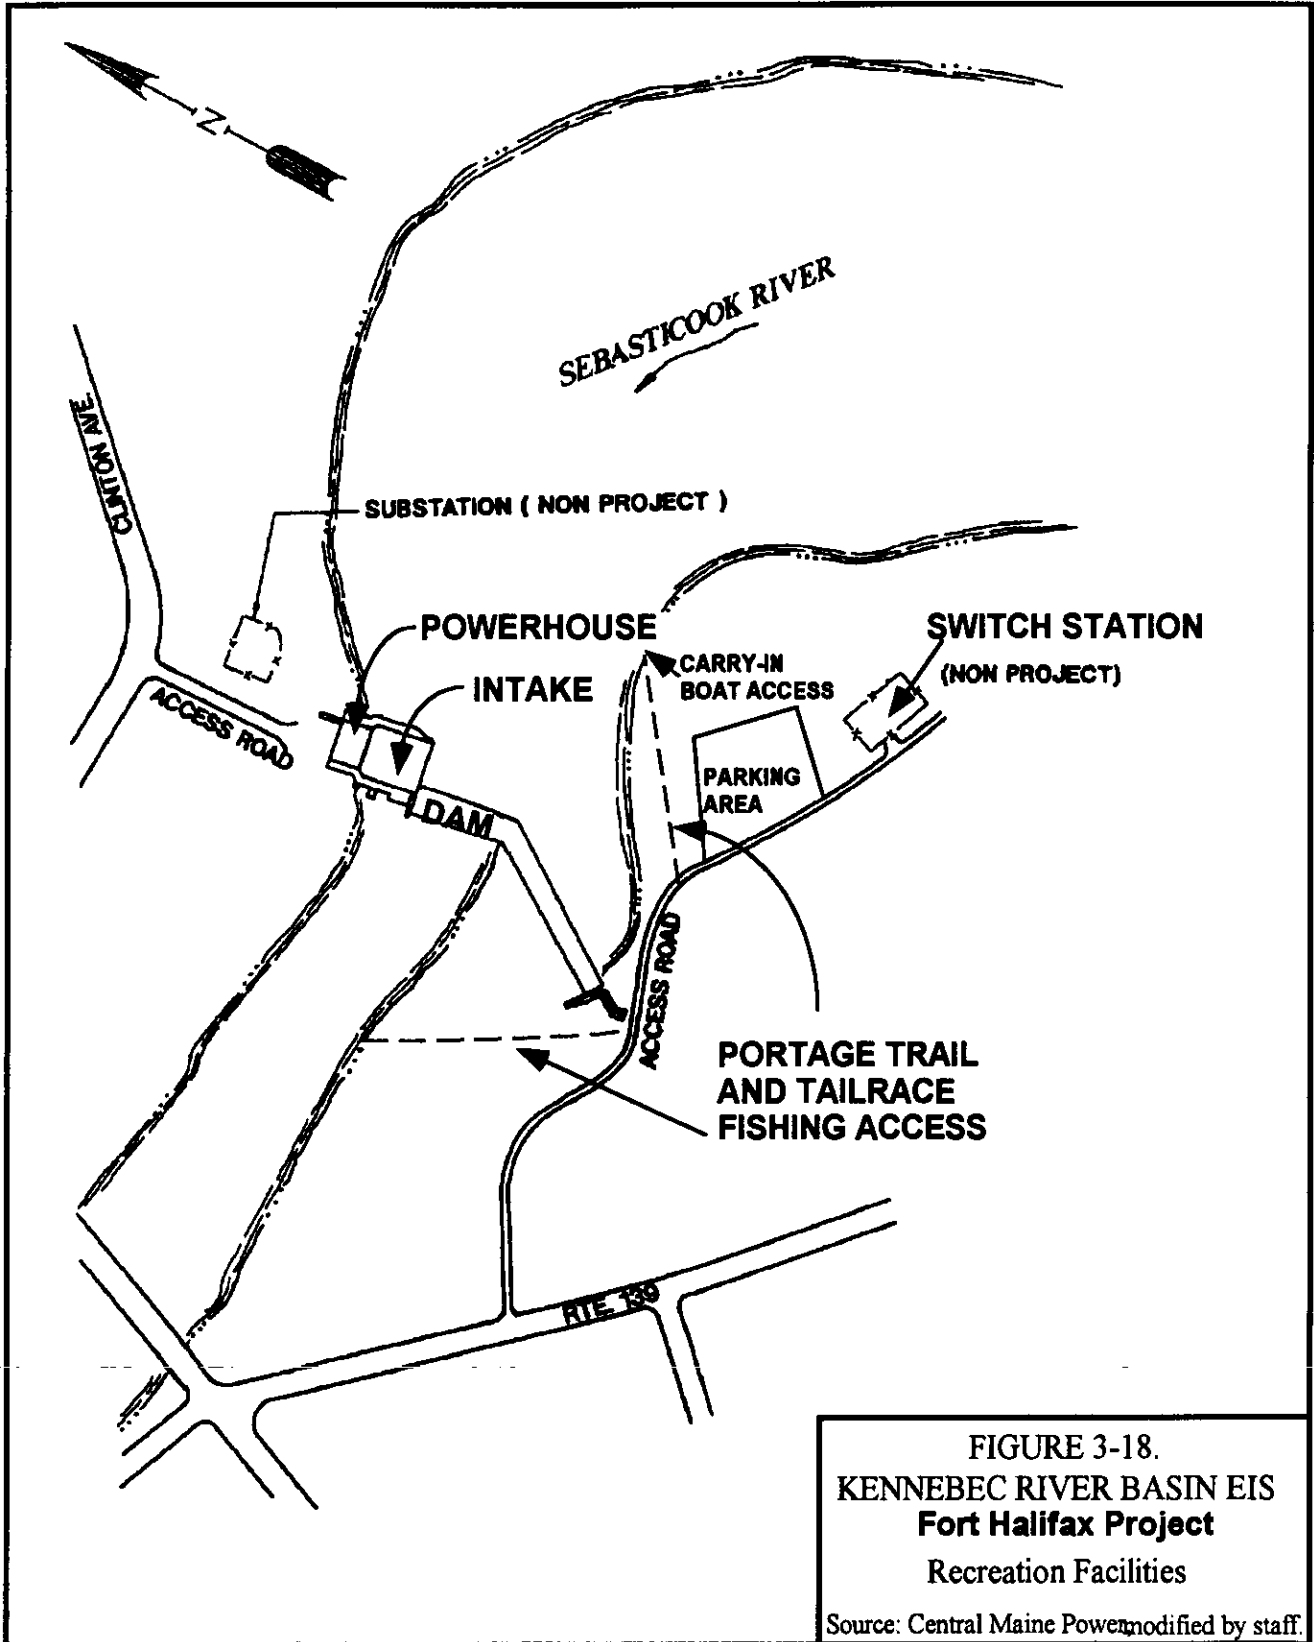 N
SEBASTICOOK RIVER
CLINTON AVE.
SUBSTATION ( NON PROJECT )
POWERHOUSE
INTAKE
ACCESS ROAD
DAM
SWITCH STATION
(NON PROJECT)
CARRY-IN
BOAT ACCESS
PARKING
AREA
ACCESS ROAD
PORTAGE TRAIL
AND TAILRACE
FISHING ACCESS
RTE. 139
FIGURE 3-18.
KENNEBEC RIVER BASIN EIS
Fort Halifax Project
Recreation Facilities
Source: Central Maine Power modified by staff.